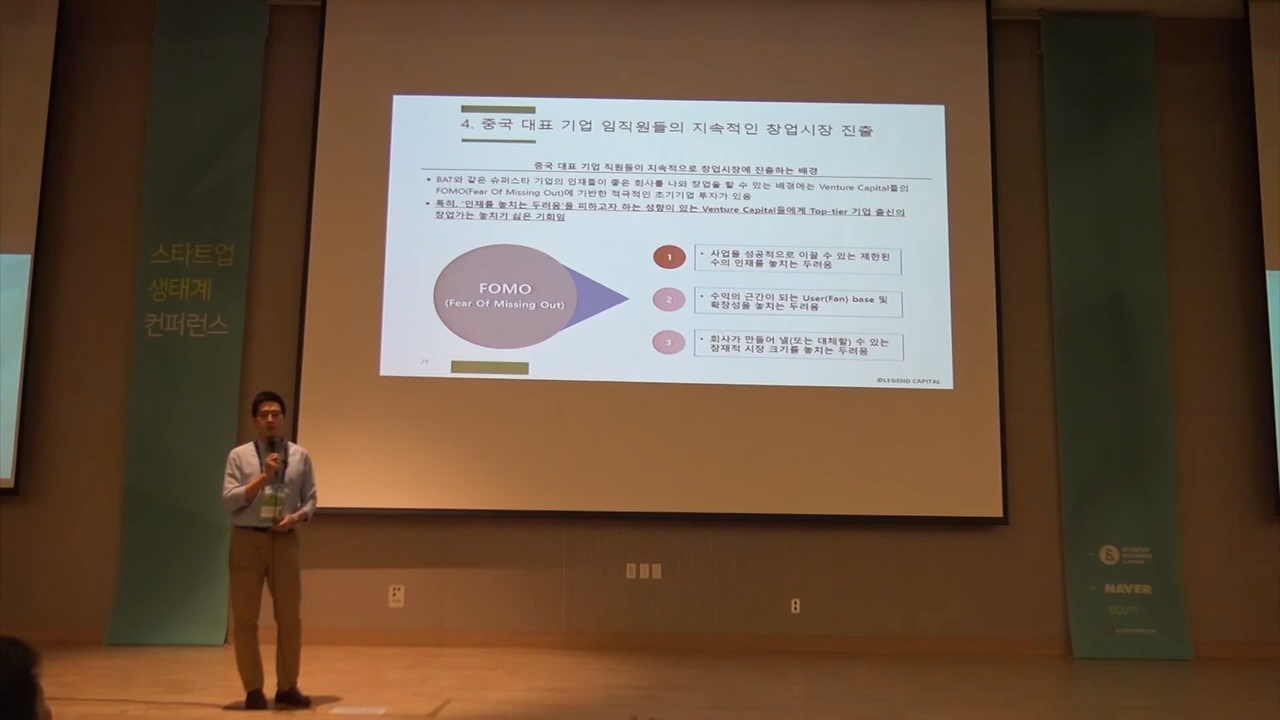 4. 중국 대표 기업 임직원들의 지속적인 창업시장 진출
중국 대표 기업 직원들이 지속적으로 창업시장에 진출하는 배경
• BAT와 같은 슈퍼스타 기업의 인재들이 좋은 회사를 나와 창업을 할 수 있는 배경에는 Venture Capital들의
FOMO(Fear Of Missing Out)에 기반한 적극적인 초기기업 투자가 있음
• 특히, '인재를 놓치는 두려움'을 피하고자 하는 성향이 있는 Venture Capital들에게 Top-tier 기업 출신의
창업가는 놓치기 싫은 기회임
FOMO
(Fear Of Missing Out)
1
• 사업을 성공적으로 이끌 수 있는 제한된
수의 인재를 놓치는 두려움
2
• 수익의 근간이 되는 User(Fan) base 및
확장성을 놓치는 두려움
3
• 회사가 만들어 낼(또는 대체할) 수 있는
잠재적 시장 크기를 놓치는 두려움
21
©LEGEND CAPITAL
스타트업
생태계
컨퍼런스
STARTUP
ALLIANCE
NAVER